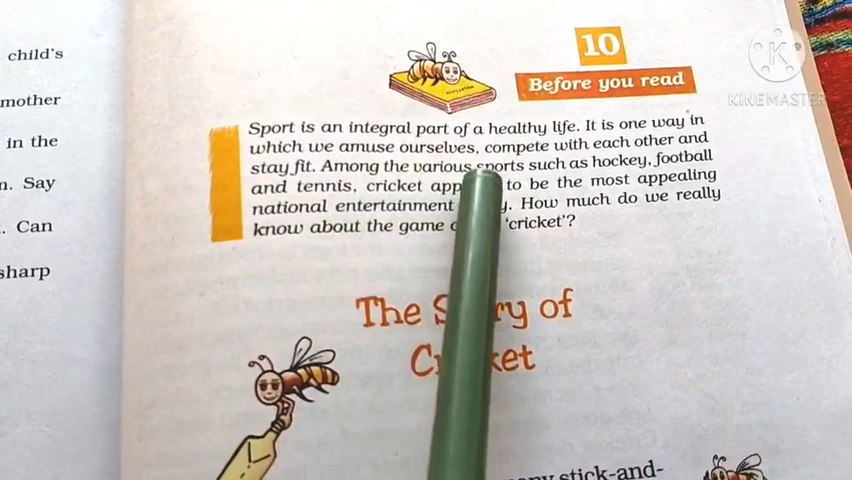 child's
mother
in the
n. Say
. Can
sharp
10
Before you read
KINEMASTER
Sport is an integral part of a healthy life. It is one way in
which we amuse ourselves, compete with each other and
stay fit. Among the various sports such as hockey, football
and tennis, cricket app to be the most appealing
national entertainment y. How much do we really
know about the game 'cricket'?
The S ry of
Cr ket
stick-and-